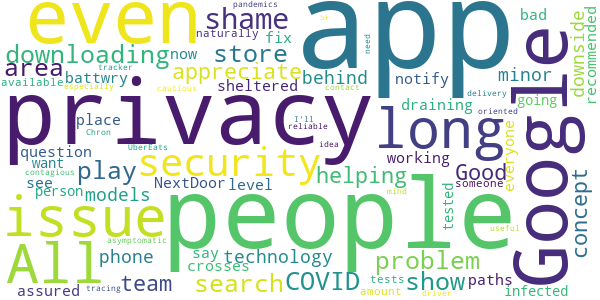 pandemics
even
app
shame
naturally
fix
bad
downside
recommended
downloading
now
store
behind
need
area
tracker
appreciate
minor
available
battwry
sheltered
notify
especially
cautious
if
contact
draining
delivery
going
Google
privacy
long
place
Chron
I'll
reliable
oriented
question
security
idea
working
everyone
want
UberEats
Good
someone
see
play
helping
contagious
person
models
NextDoor
level
tested
mind
concept
issue
people
useful
asymptomatic
say
technology
problem
phone
crosses
All
tracing
team
search
COVID
show
paths
tests
assured
amount
driver
infected